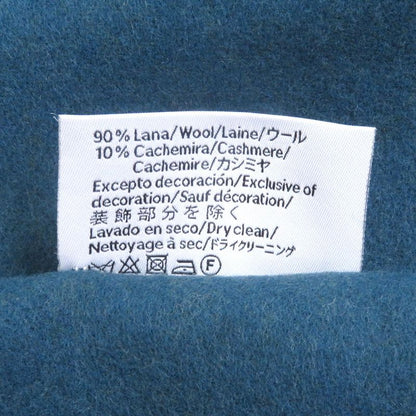 90% Lana/Wool/Laine/ウール
10% Cachemira/Cashmere/
Cachemire/カシミヤ
Excepto decoración/Exclusive of
decoration/Sauf décoration/
装飾部分を除く
Lavado en seco/Dry clean/
Nettoyage à sec/ドライクリーニング
F